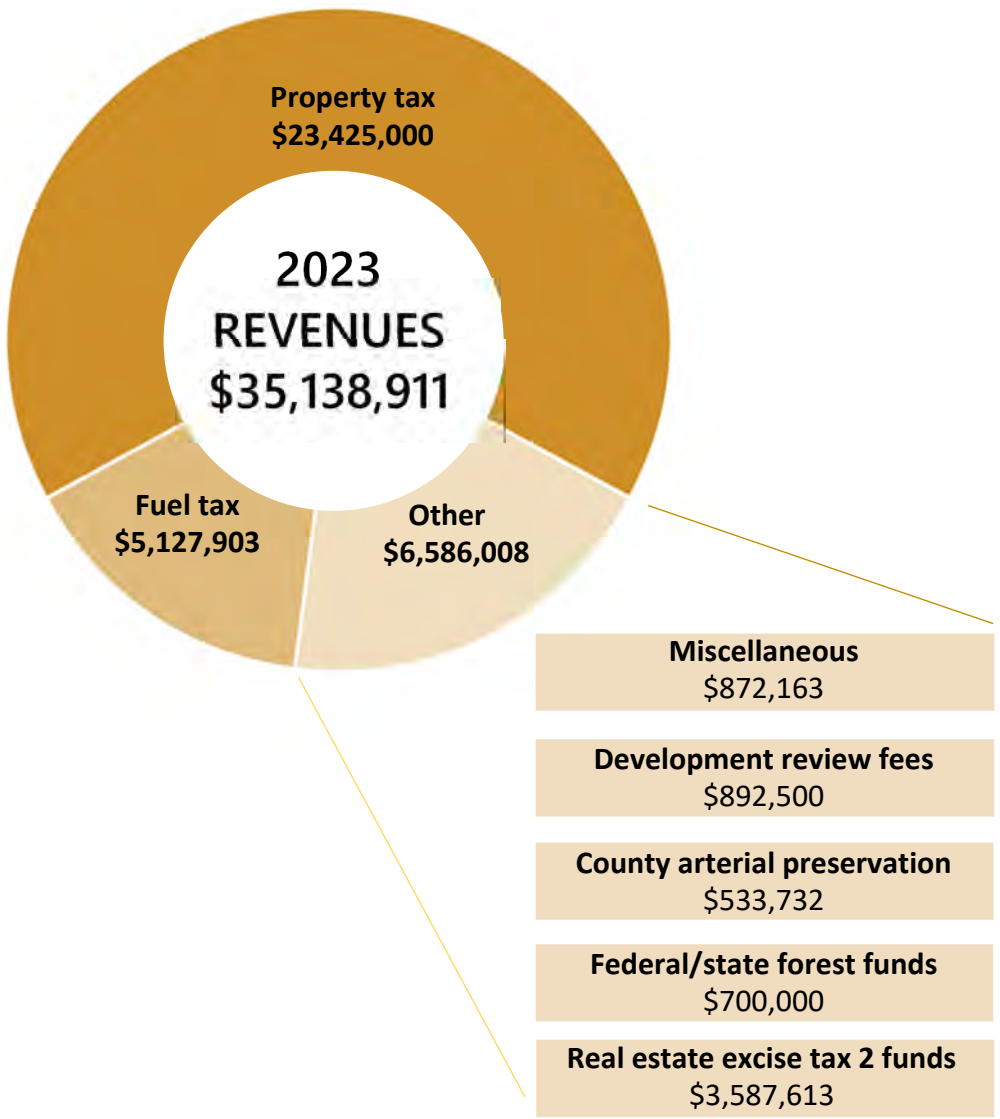 Property tax
$23,425,000
2023
REVENUES
$35,138,911
Fuel tax
$5,127,903
Other
$6,586,008
Miscellaneous
$872,163
Development review fees
$892,500
County arterial preservation
$533,732
Federal/state forest funds
$700,000
Real estate excise tax 2 funds
$3,587,613